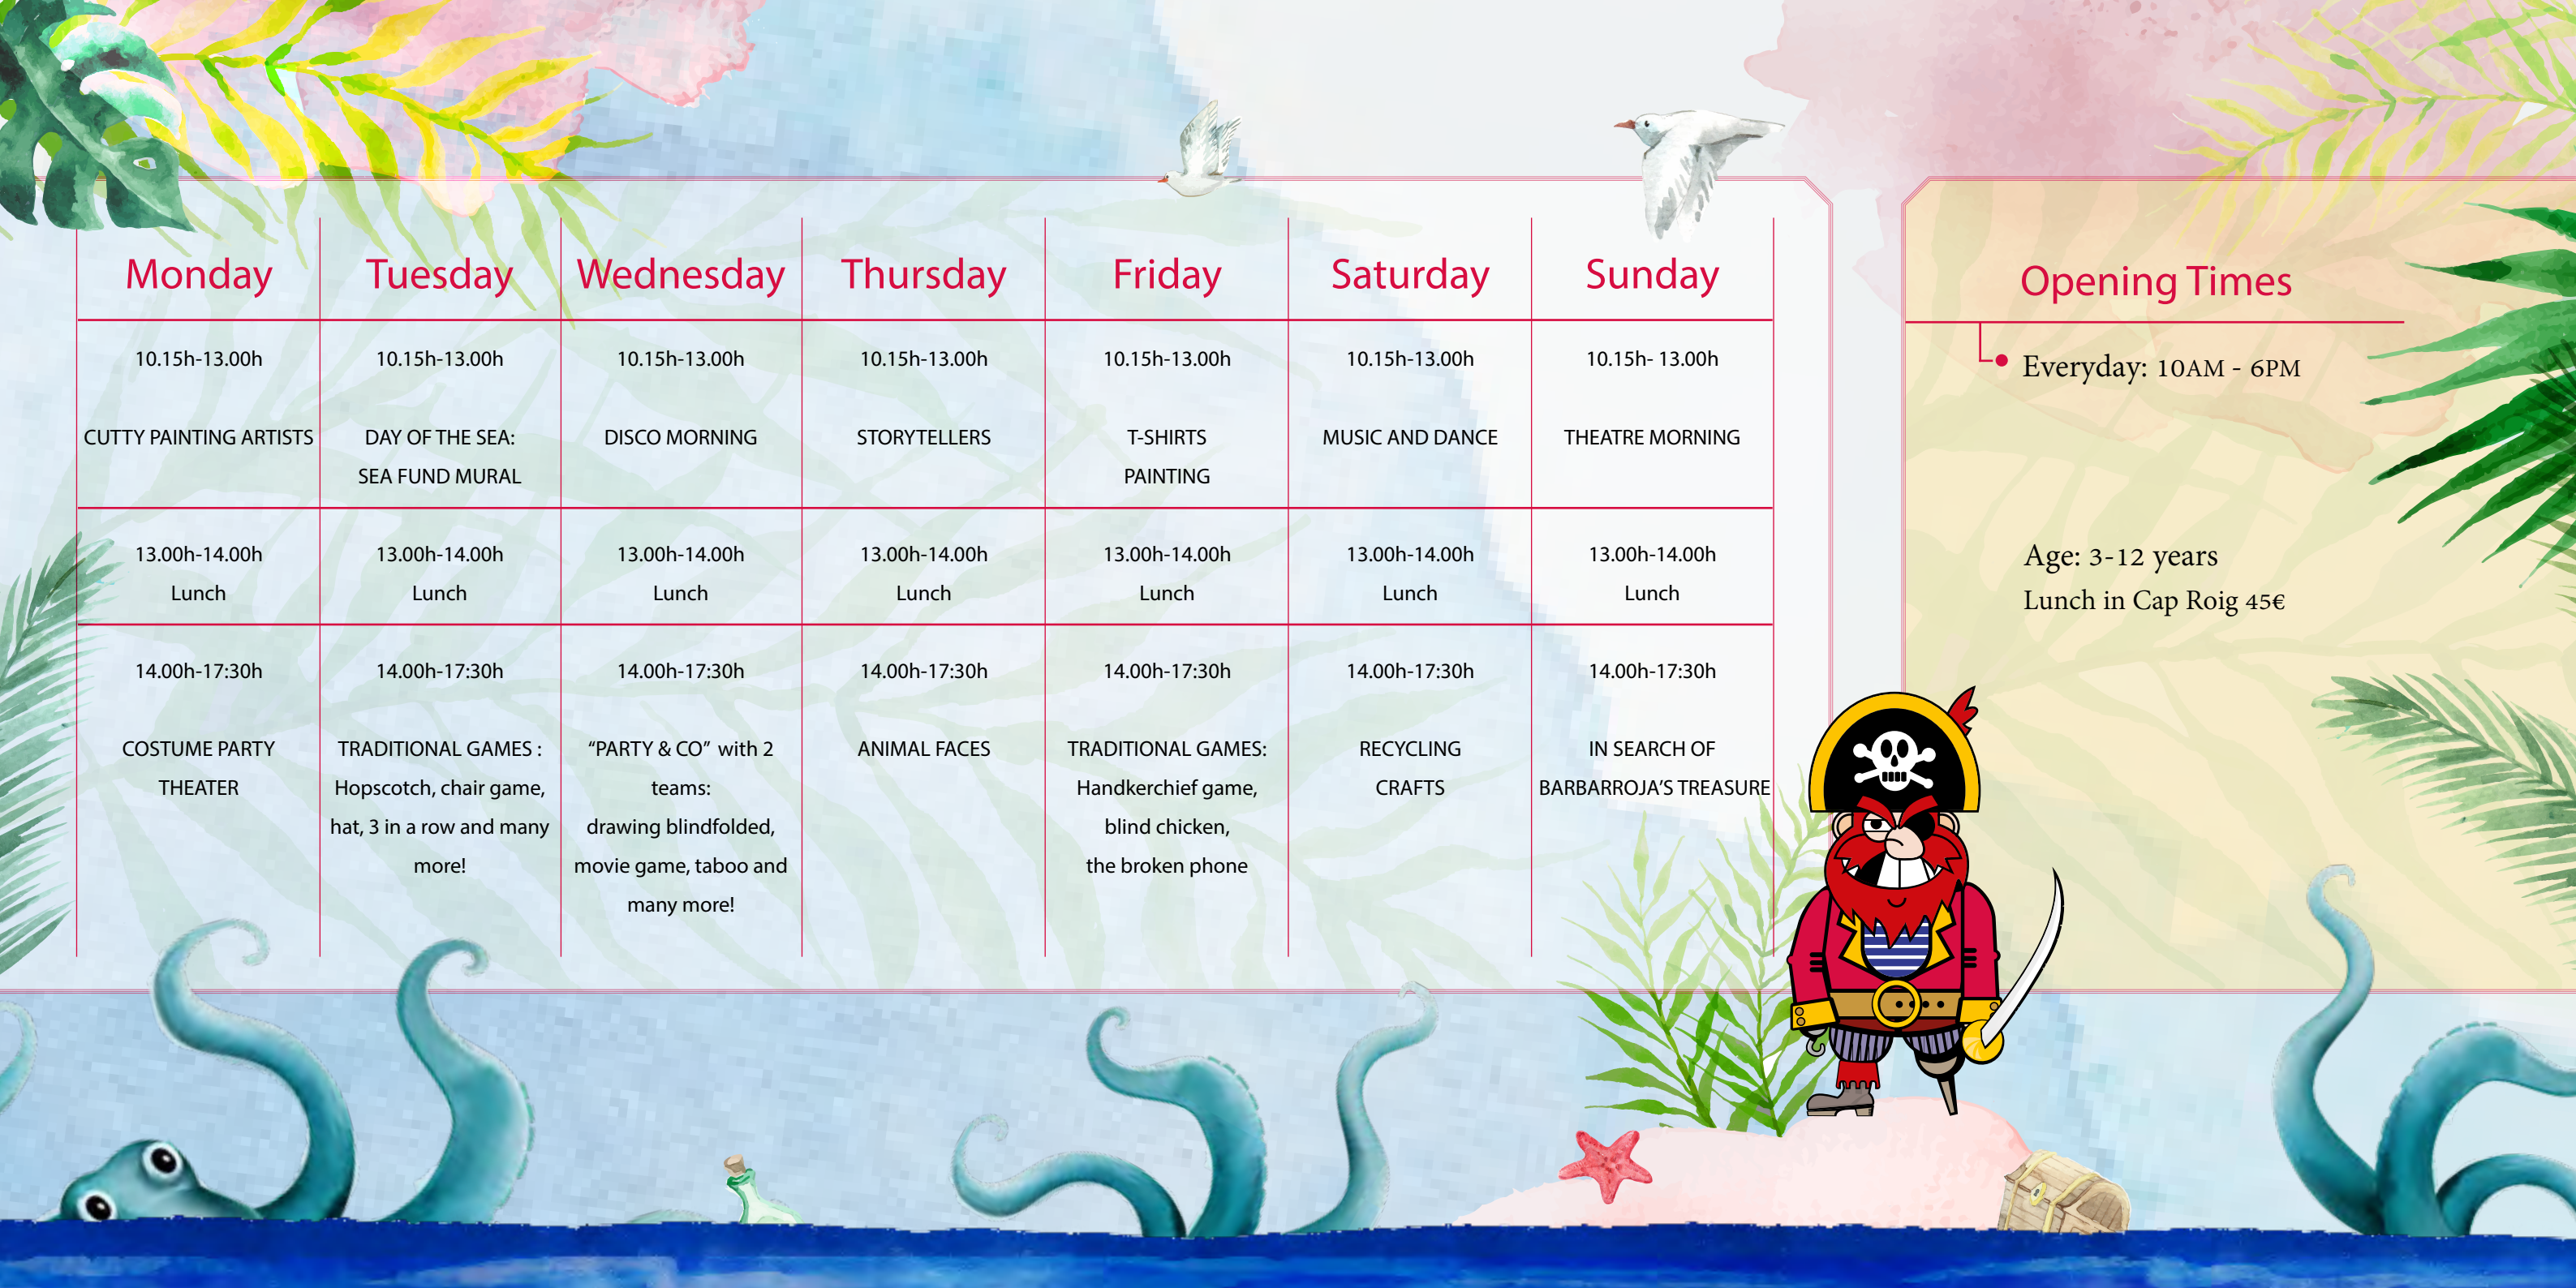 Monday
10.15h-13.00h
CUTTY PAINTING ARTISTS
13.00h-14.00h
Lunch
14.00h-17:30h
COSTUME PARTY
THEATER
Tuesday
10.15h-13.00h
DAY OF THE SEA:
SEA FUND MURAL
13.00h-14.00h
Lunch
14.00h-17:30h
TRADITIONAL GAMES :
Hopscotch, chair game,
hat, 3 in a row and many
more!
Wednesday
10.15h-13.00h
DISCO MORNING
13.00h-14.00h
Lunch
14.00h-17:30h
“PARTY & CO” with 2
teams:
drawing blindfolded,
movie game, taboo and
many more!
Thursday
10.15h-13.00h
STORYTELLERS
13.00h-14.00h
Lunch
14.00h-17:30h
ANIMAL FACES
Friday
10.15h-13.00h
T-SHIRTS
PAINTING
13.00h-14.00h
Lunch
14.00h-17:30h
TRADITIONAL GAMES:
Handkerchief game,
blind chicken,
the broken phone
Saturday
10.15h-13.00h
MUSIC AND DANCE
13.00h-14.00h
Lunch
14.00h-17:30h
RECYCLING
CRAFTS
Sunday
10.15h- 13.00h
THEATRE MORNING
13.00h-14.00h
Lunch
14.00h-17:30h
IN SEARCH OF
BARBARROJA’S TREASURE
Opening Times
Everyday: 10AM - 6PM
Age: 3-12 years
Lunch in Cap Roig 45€